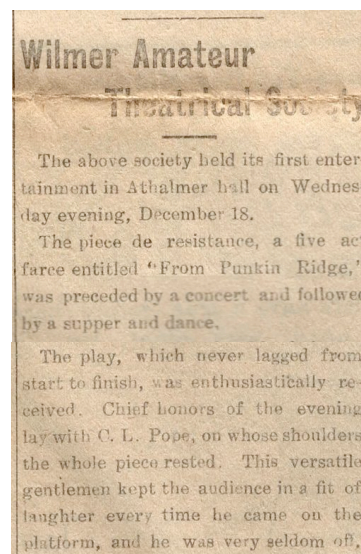 Wilmer Amateur
Theatrical Society
The above society held its first enter
tainment in Athalmer hall on Wednes
day evening, December 18.
The piece de resistance, a five ac
farce entitled "From Punkin Ridge,"
was preceded by a concert and followed
by a supper and dance.
The play, which never lagged from
start to finish, was enthusiastically re
ceived. Chief honors of the evening
lay with C. L. Pope, on whose shoulders
the whole piece rested. This versatile
gentlemen kept the audience in a fit of
laughter every time he came on the
platform, and he was very seldom off,